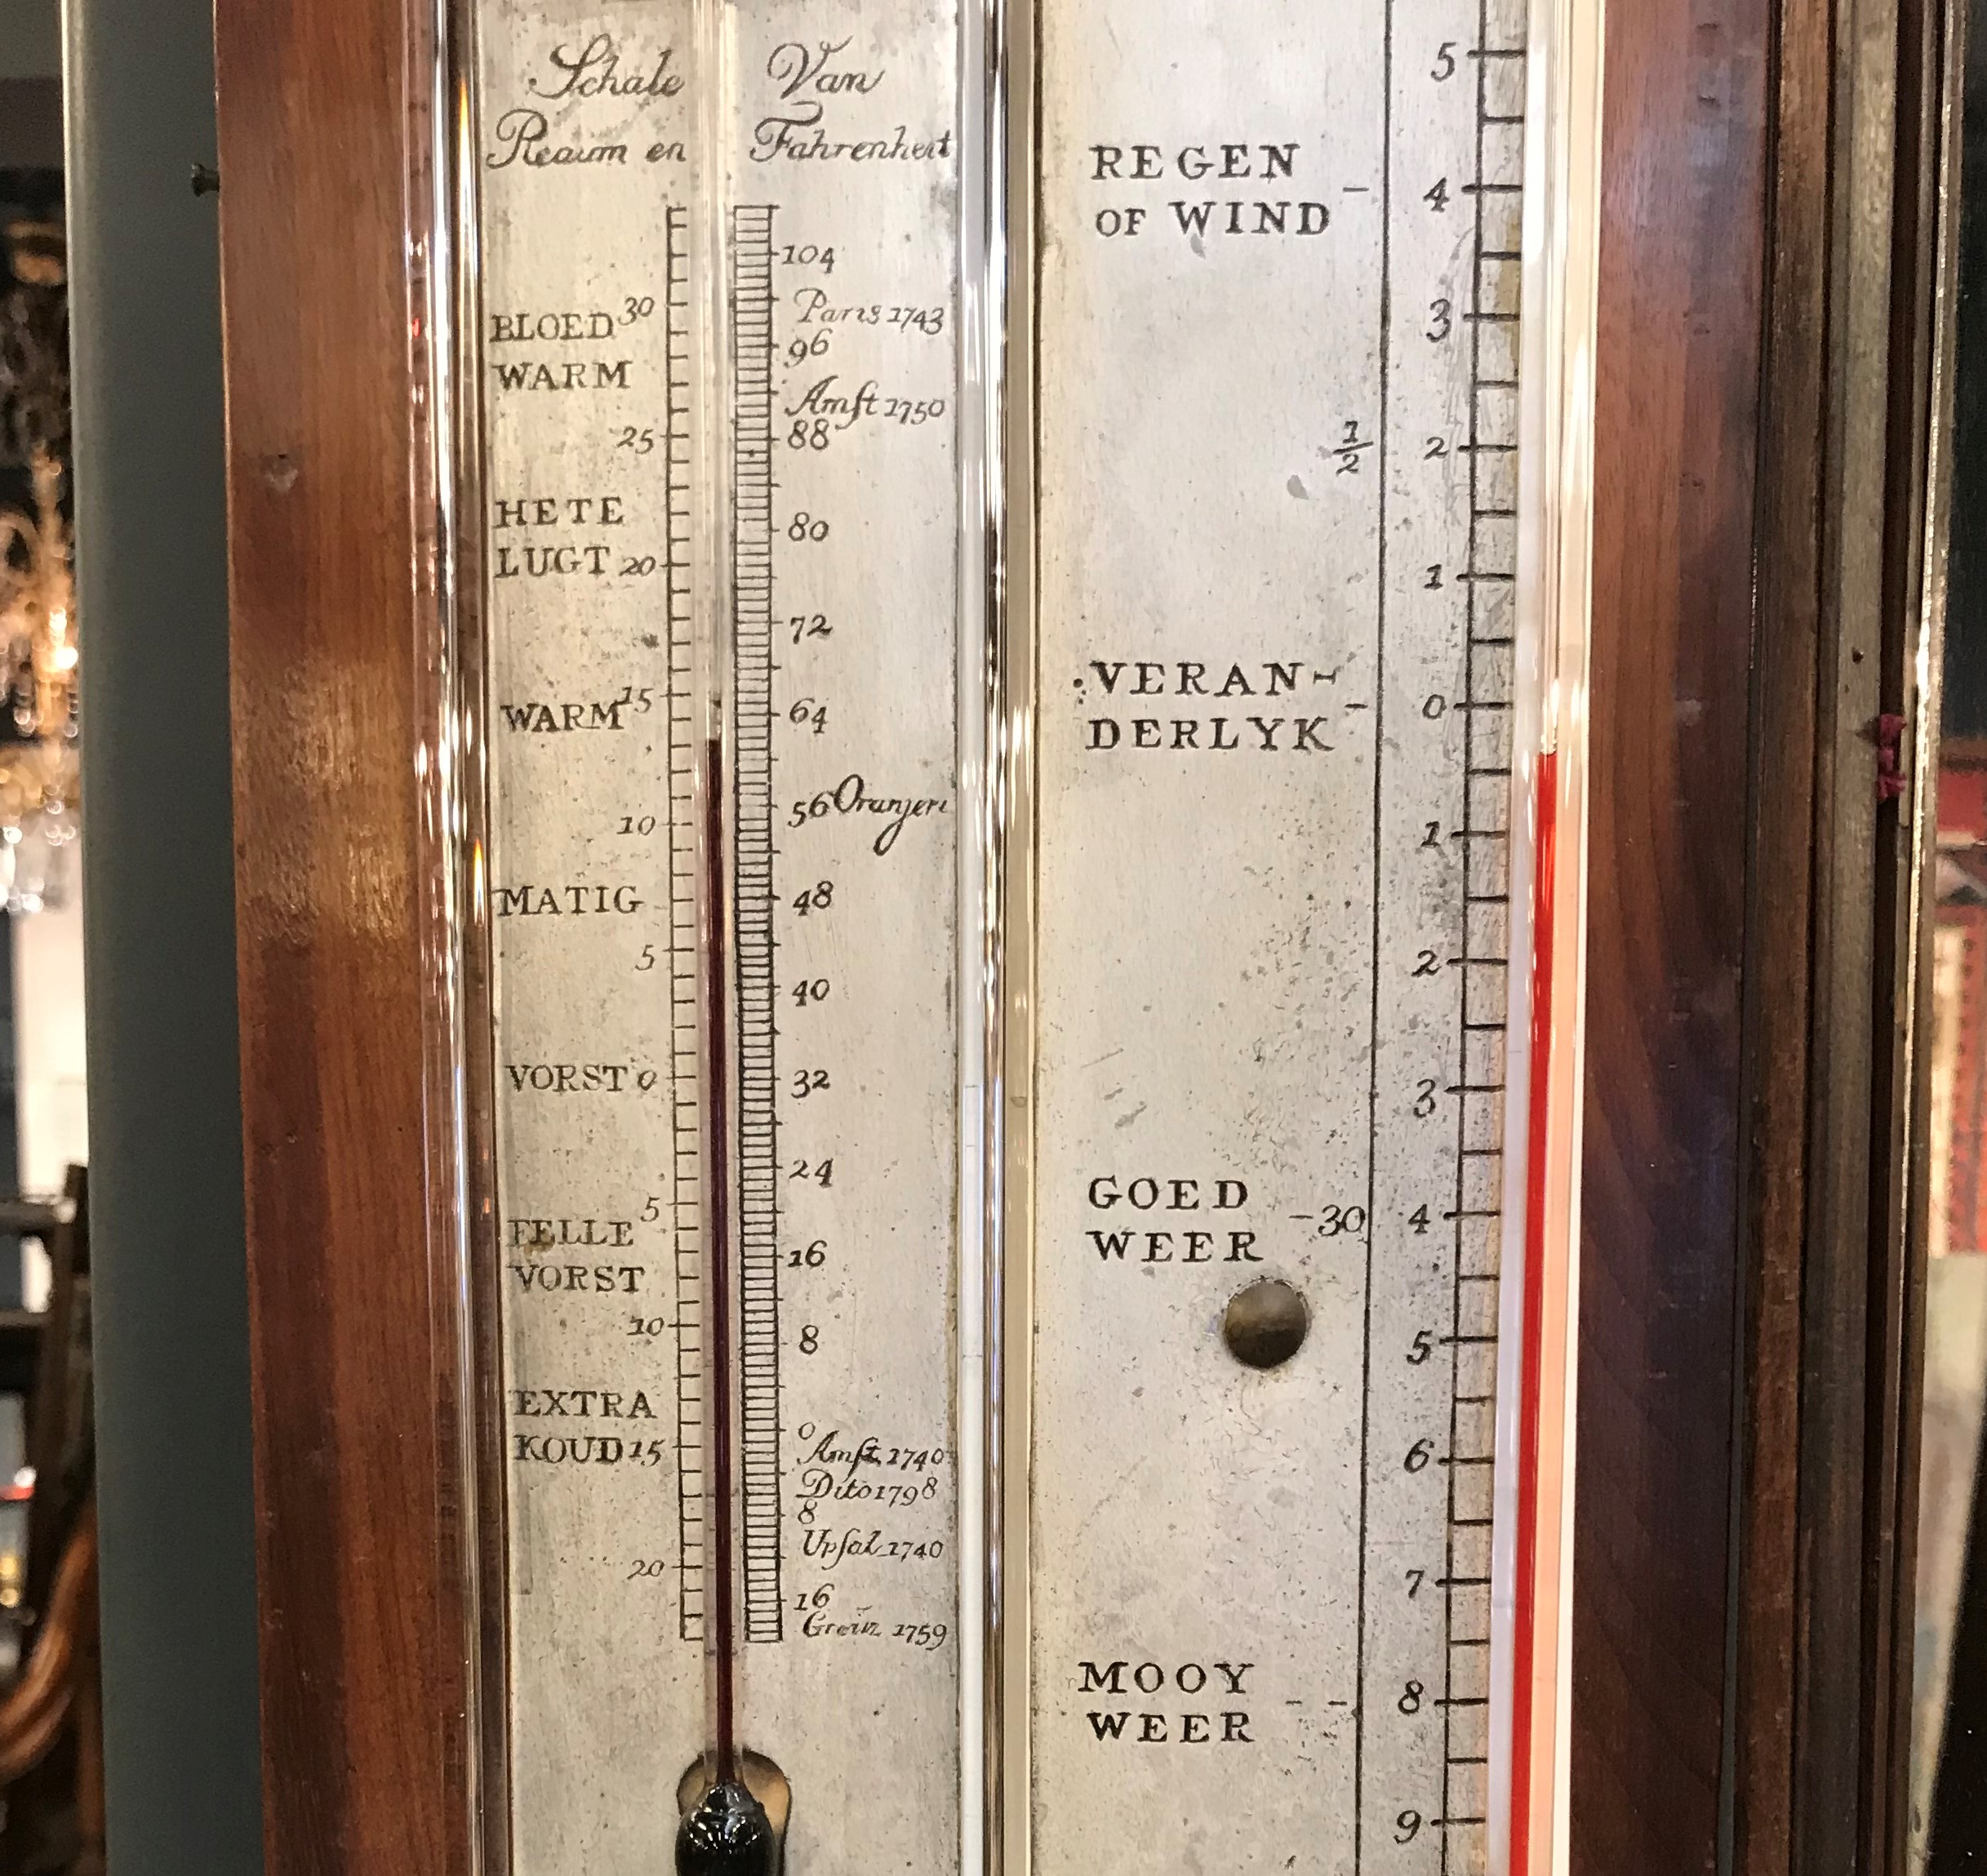 Schale Van
Reaum en Fahrenheit
104
BLOED 30 Paris 1743
WARM 96
Amſt 1750
25 88
HETE
LUGT 20 80
72
WARM 15 64
10 56 Oranjeri
MATIG 48
5 40
VORST 0 32
5 24
FELLE 16
VORST
10 8
EXTRA 0
KOUD 15 Amſt. 1740
Dito 1798
8
Upſal 1740
20 16
1759
5
REGEN
OF WIND 4
3
1/2 2
1
VERAN-
DERLYK 0
1
2
3
GOED 30 4
WEER
5
6
7
MOOY
WEER 8
9